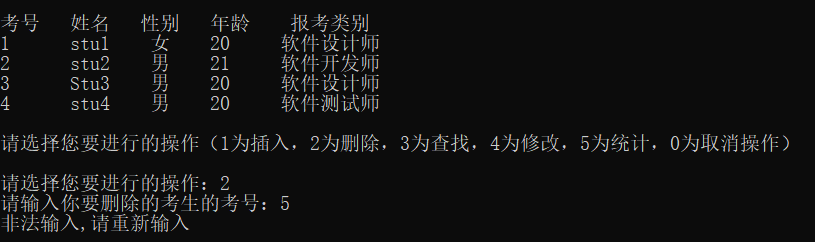 考号 姓名 性别 年龄 报考类别
1 stu1 女 20 软件设计师
2 stu2 男 21 软件开发师
3 Stu3 男 20 软件设计师
4 stu4 男 20 软件测试师
请选择您要进行的操作（1为插入，2为删除，3为查找，4为修改，5为统计，0为取消操作）
请选择您要进行的操作：2
请输入你要删除的考生的考号：5
非法输入,请重新输入